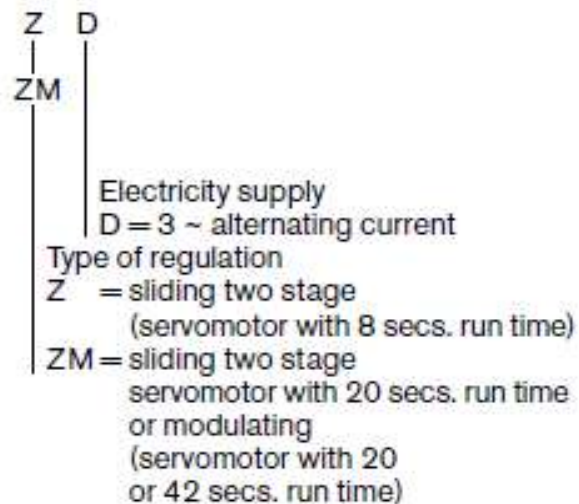 Z D
ZM
Electricity supply
D = 3 ~ alternating current
Type of regulation
Z = sliding two stage
(servomotor with 8 secs. run time)
ZM = sliding two stage
servomotor with 20 secs. run time
or modulating
(servomotor with 20
or 42 secs. run time)